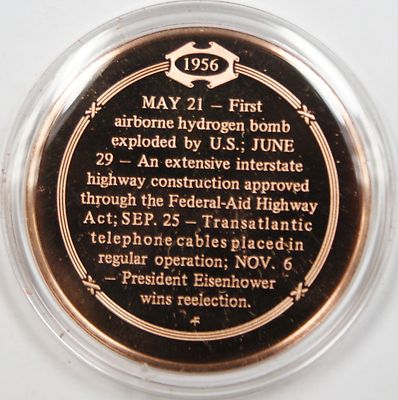 1956
MAY 21 – First
airborne hydrogen bomb
exploded by U.S.; JUNE
29 – An extensive interstate
highway construction approved
through the Federal-Aid Highway
Act; SEP. 25 – Transatlantic
telephone cables placed in
regular operation; NOV. 6
– President Eisenhower
wins reelection.